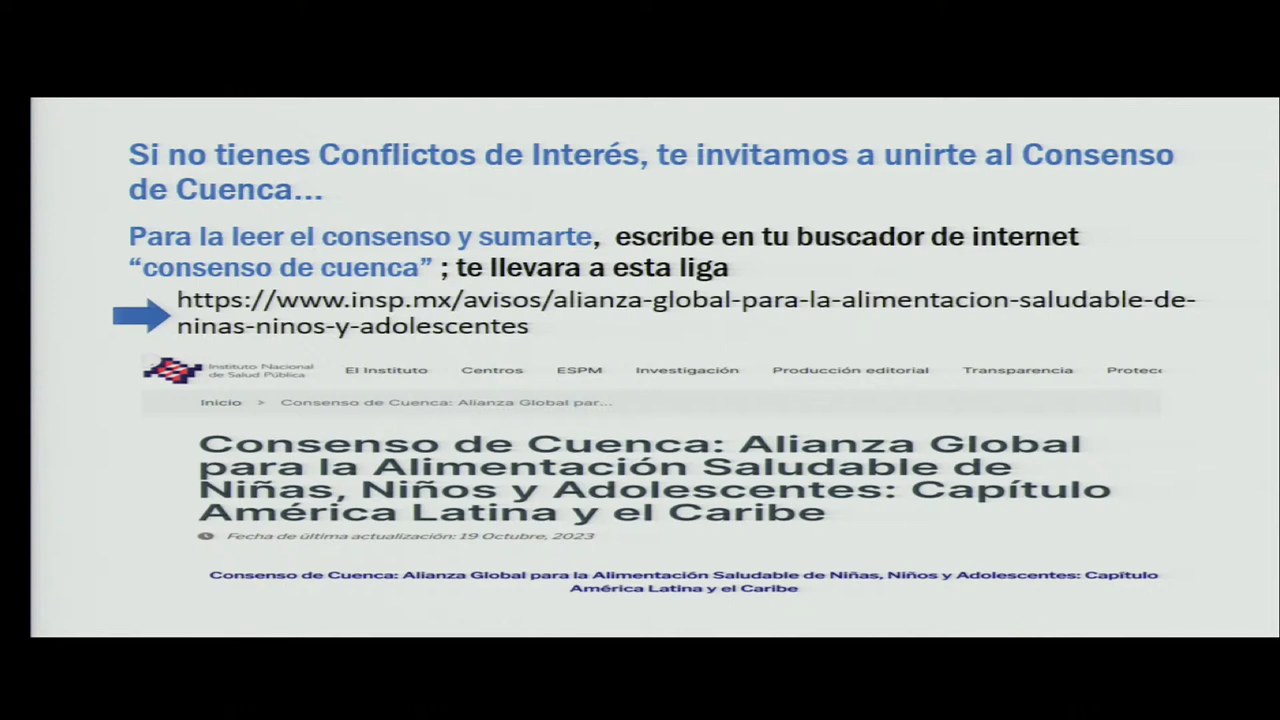 Si no tienes Conflictos de Interés, te invitamos a unirte al Consenso
de Cuenca...
Para la leer el consenso y sumarte, escribe en tu buscador de internet
“consenso de cuenca” ; te llevara a esta liga
https://www.insp.mx/avisos/alianza-global-para-la-alimentacion-saludable-de-
ninas-ninos-y-adolescentes
Instituto Nacional
de Salud Pública
El Instituto Centros ESPM Investigación Producción editorial Transparencia Protec
Inicio > Consenso de Cuenca: Alianza Global par...
Consenso de Cuenca: Alianza Global
para la Alimentación Saludable de
Niñas, Niños y Adolescentes: Capítulo
América Latina y el Caribe
Fecha de última actualización: 19 Octubre, 2023
Consenso de Cuenca: Alianza Global para la Alimentación Saludable de Niñas, Niños y Adolescentes: Capítulo
América Latina y el Caribe